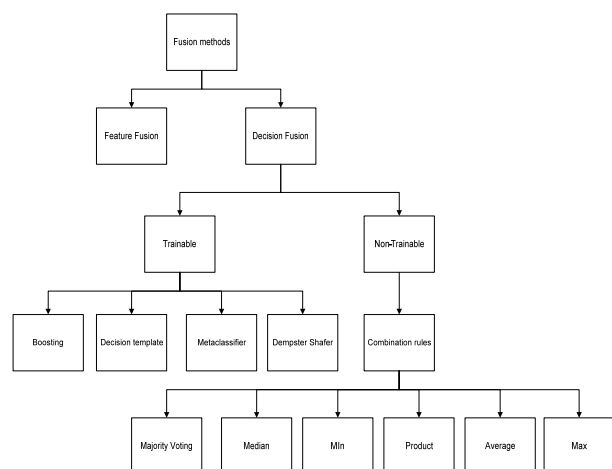 Fusion methods
Feature Fusion
Decision Fusion
Trainable
Non-Trainable
Boosting
Decision template
Metaclassifier
Dempster Shafer
Combination rules
Majority Voting
Median
MIn
Product
Average
Max